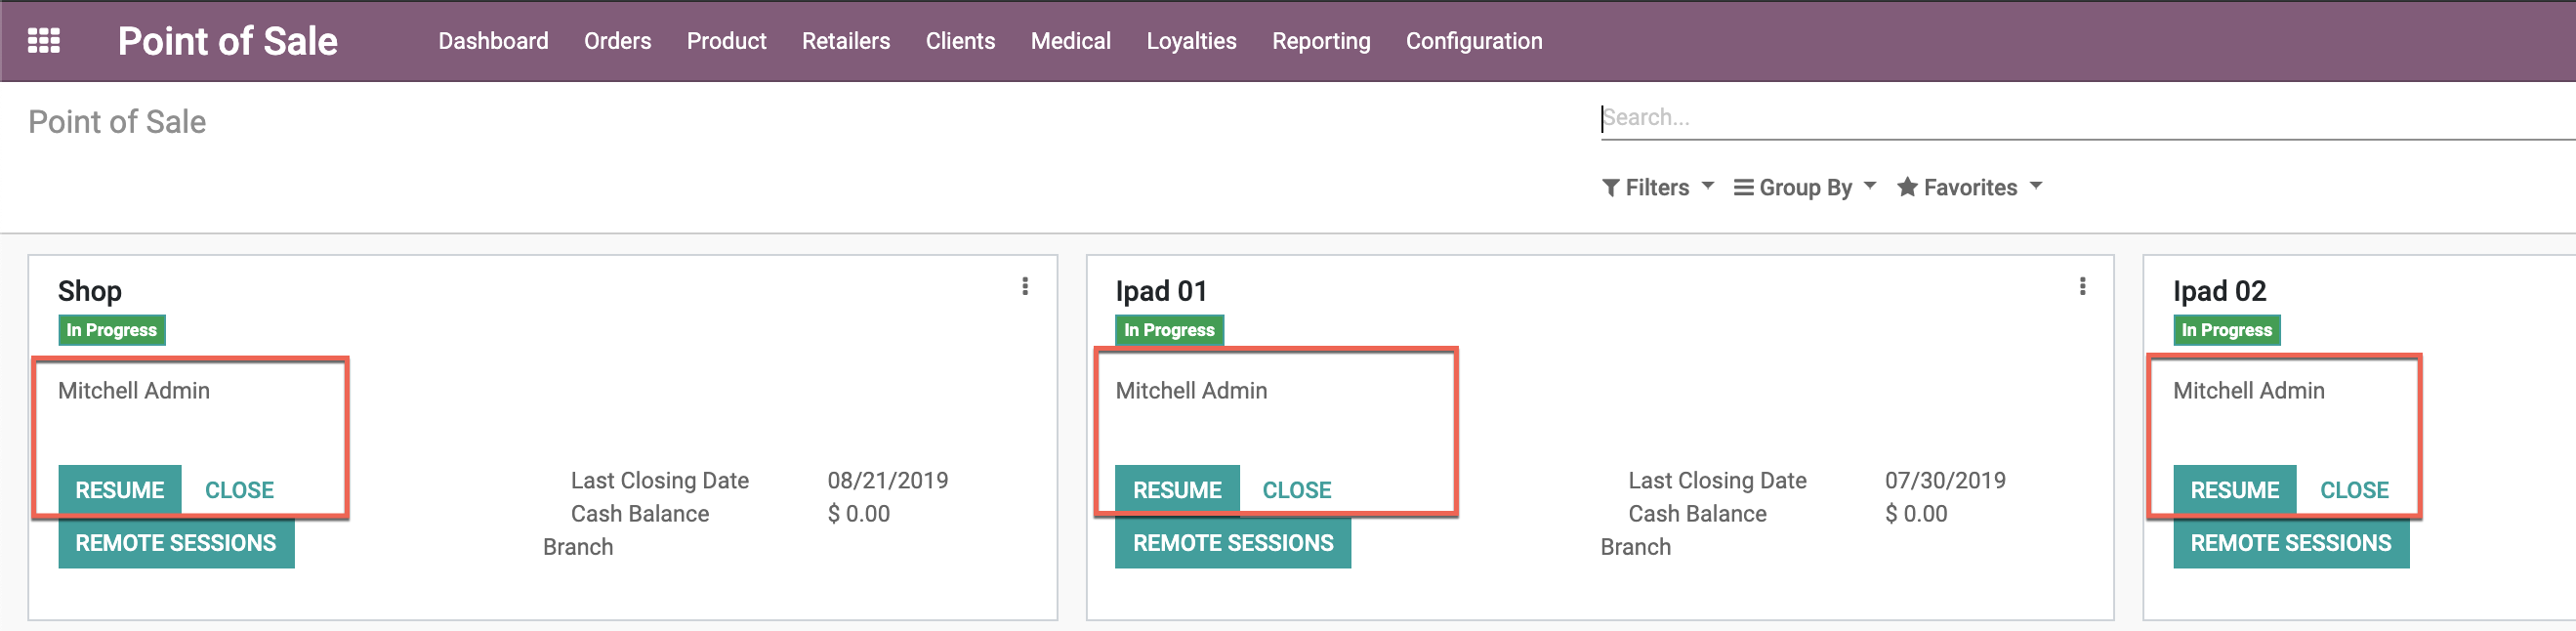 Point of Sale Dashboard Orders Product Retailers Clients Medical Loyalties Reporting Configuration
Point of Sale
Search...
Filters Group By Favorites
Shop
In Progress
Mitchell Admin
RESUME CLOSE
REMOTE SESSIONS
Last Closing Date 08/21/2019
Cash Balance $ 0.00
Branch
Ipad 01
In Progress
Mitchell Admin
RESUME CLOSE
REMOTE SESSIONS
Last Closing Date 07/30/2019
Cash Balance $ 0.00
Branch
Ipad 02
In Progress
Mitchell Admin
RESUME CLOSE
REMOTE SESSIONS